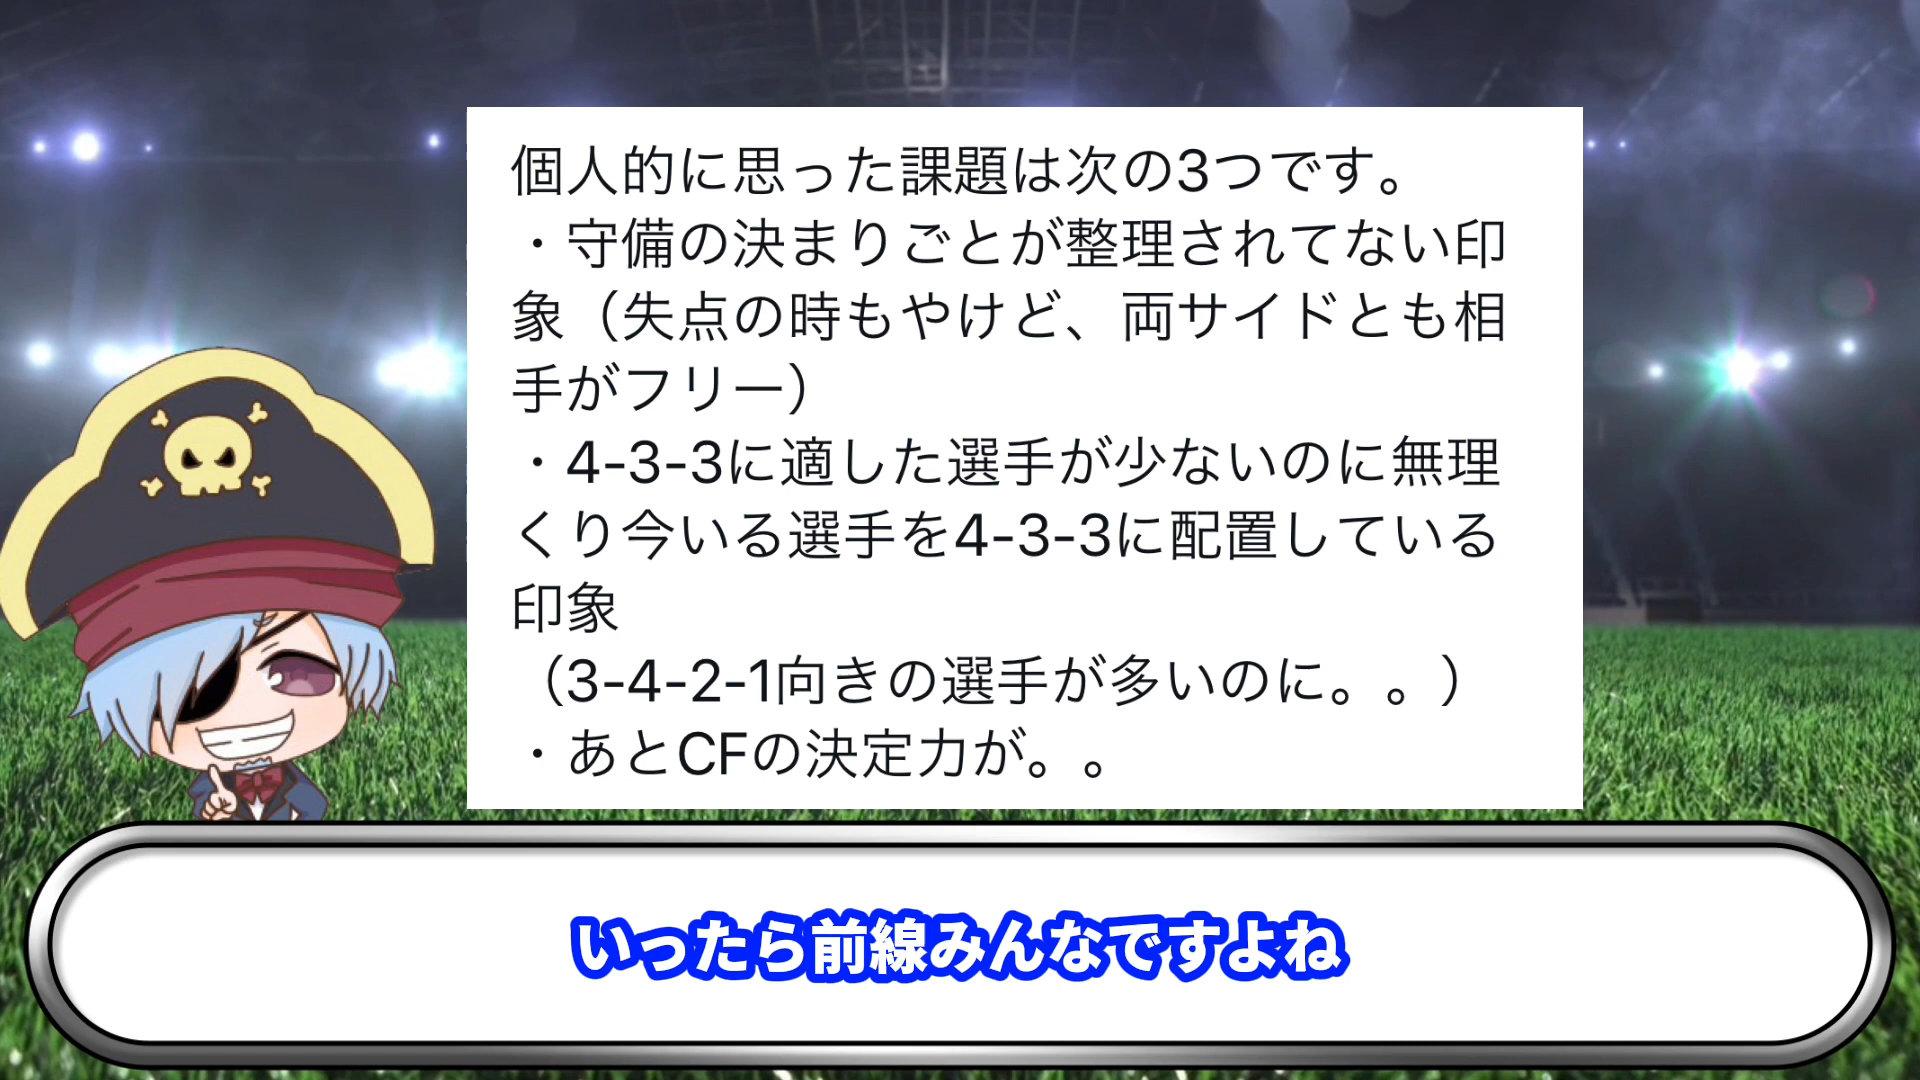 個人的に思った課題は次の3つです。
・守備の決まりごとが整理されてない印
象（失点の時もやけど、両サイドとも相
手がフリー）
・4-3-3に適した選手が少ないのに無理
くり今いる選手を4-3-3に配置している
印象
（3-4-2-1向きの選手が多いのに。。）
・あとCFの決定力が。。
いったら前線みんなですよね